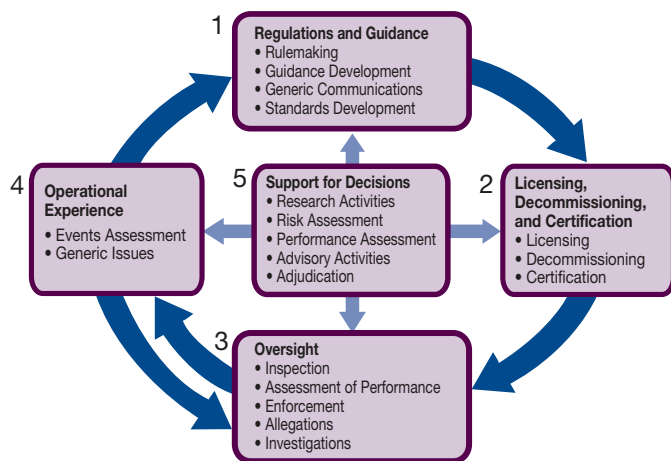 1
Regulations and Guidance
• Rulemaking
• Guidance Development
• Generic Communications
• Standards Development
4
Operational
Experience
• Events Assessment
• Generic Issues
5
Support for Decisions
• Research Activities
• Risk Assessment
• Performance Assessment
• Advisory Activities
• Adjudication
2
Licensing,
Decommissioning,
and Certification
• Licensing
• Decommissioning
• Certification
3
Oversight
• Inspection
• Assessment of Performance
• Enforcement
• Allegations
• Investigations